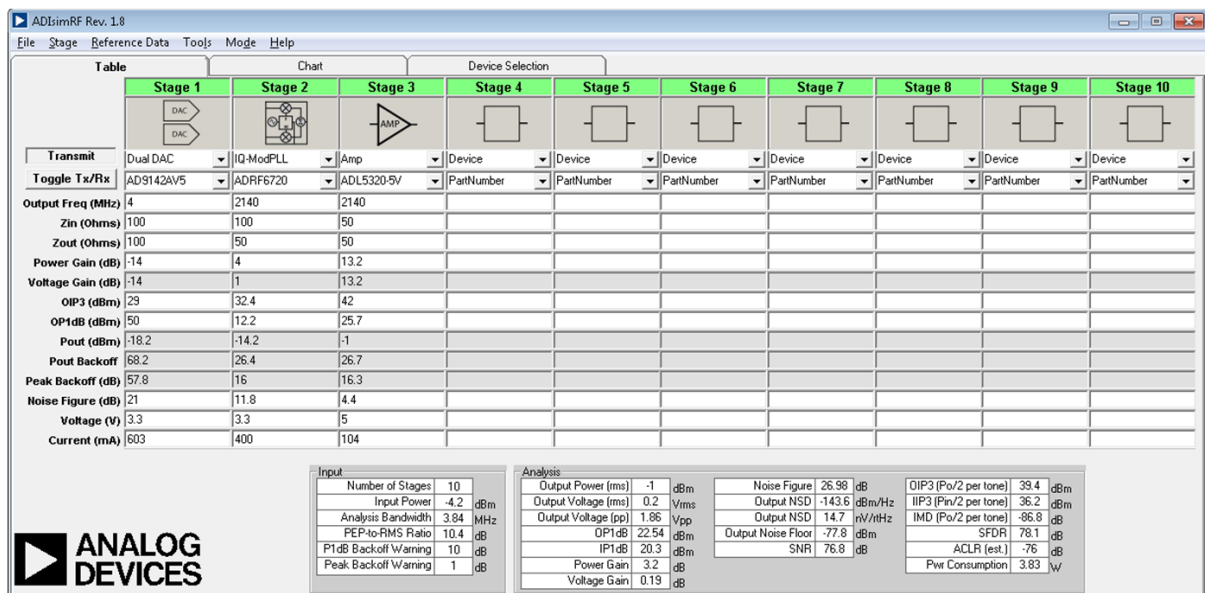 ADIsimRF Rev. 1.8
File Stage Reference Data Tools Mode Help
Table Chart Device Selection
Stage 1 Stage 2 Stage 3 Stage 4 Stage 5 Stage 6 Stage 7 Stage 8 Stage 9 Stage 10
DAC
DAC
AMP
Transmit Dual DAC IQ-ModPLL Amp Device Device Device Device Device Device Device
Toggle Tx/Rx AD9142AV5 ADRF6720 ADL5320-5V PartNumber PartNumber PartNumber PartNumber PartNumber PartNumber PartNumber
Output Freq (MHz) 4 2140 2140
Zin (Ohms) 100 100 50
Zout (Ohms) 100 50 50
Power Gain (dB) -14 4 13.2
Voltage Gain (dB) -14 1 13.2
OIP3 (dBm) 29 32.4 42
OP1dB (dBm) 50 12.2 25.7
Pout (dBm) -18.2 -14.2 -1
Pout Backoff 68.2 26.4 26.7
Peak Backoff (dB) 57.8 16 16.3
Noise Figure (dB) 21 11.8 4.4
Voltage (V) 3.3 3.3 5
Current (mA) 603 400 104
Input
Number of Stages 10
Input Power -4.2 dBm
Analysis Bandwidth 3.84 MHz
PEP-to-RMS Ratio 10.4 dB
P1dB Backoff Warning 10 dB
Peak Backoff Warning 1 dB
Analysis
Output Power (rms) -1 dBm Noise Figure 26.98 dB OIP3 (Po/2 per tone) 39.4 dBm
Output Voltage (rms) 0.2 Vrms Output NSD -143.6 dBm/Hz IIP3 (Pin/2 per tone) 36.2 dBm
Output Voltage (pp) 1.86 Vpp Output NSD 14.7 nV/rtHz IMD (Po/2 per tone) -86.8 dB
OP1dB 22.54 dBm Output Noise Floor -77.8 dBm SFDR 78.1 dB
IP1dB 20.3 dBm SNR 76.8 dB ACLR (est.) -76 dB
Power Gain 3.2 dB Pwr Consumption 3.83 W
Voltage Gain 0.19 dB
ANALOG
DEVICES